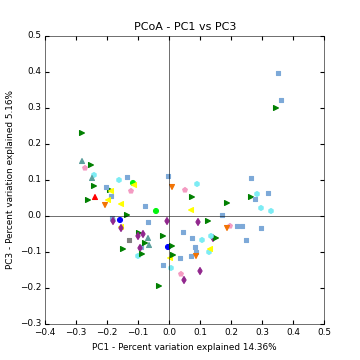 PCoA - PC1 vs PC3
0.5
0.4
0.3
0.2
0.1
0.0
−0.1
−0.2
−0.3
PC3 - Percent variation explained 5.16%
−0.4 −0.3 −0.2 −0.1 0.0 0.1 0.2 0.3 0.4 0.5
PC1 - Percent variation explained 14.36%